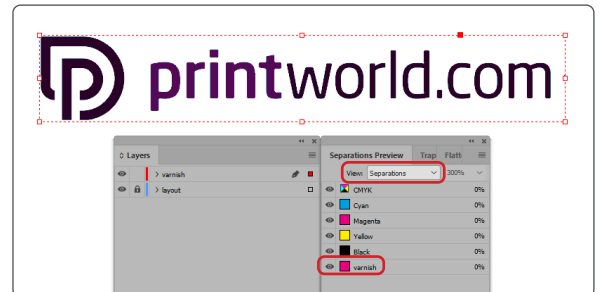 printworld.com
Layers
varnish
layout
Separations Preview
Trap
Flatt
View:
Separations
300%
CMYK
0%
Cyan
0%
Magenta
0%
Yellow
0%
Black
0%
varnish
0%